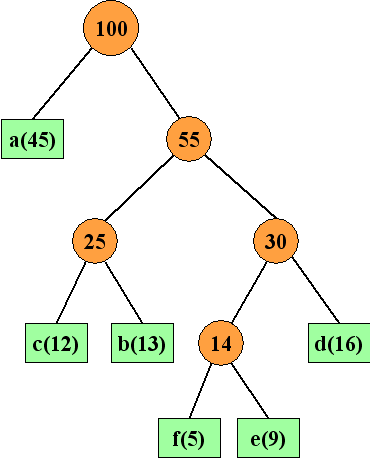 100
a(45)
55
25
30
c(12)
b(13)
14
d(16)
f(5)
e(9)